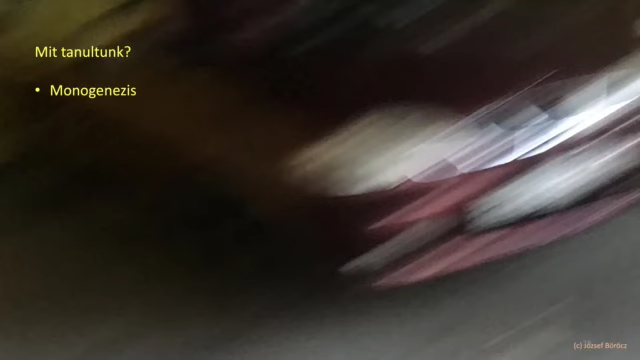 Mit tanultunk?
• Monogenezis
(c) József Böröcz